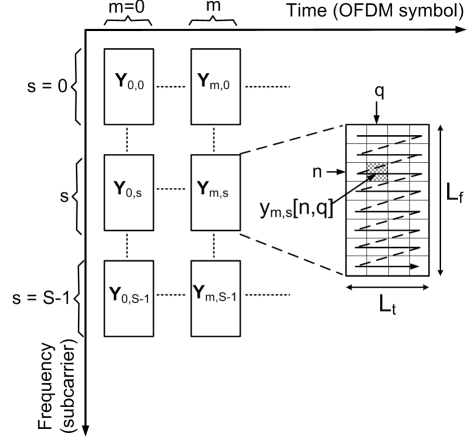 m=0 m Time (OFDM symbol)
s = 0 Y0,0 Ym,0
q
s Y0,s Ym,s n Lf
ym,s[n,q]
s = S-1 Y0,S-1 Ym,S-1 Lt
Frequency
(subcarrier)